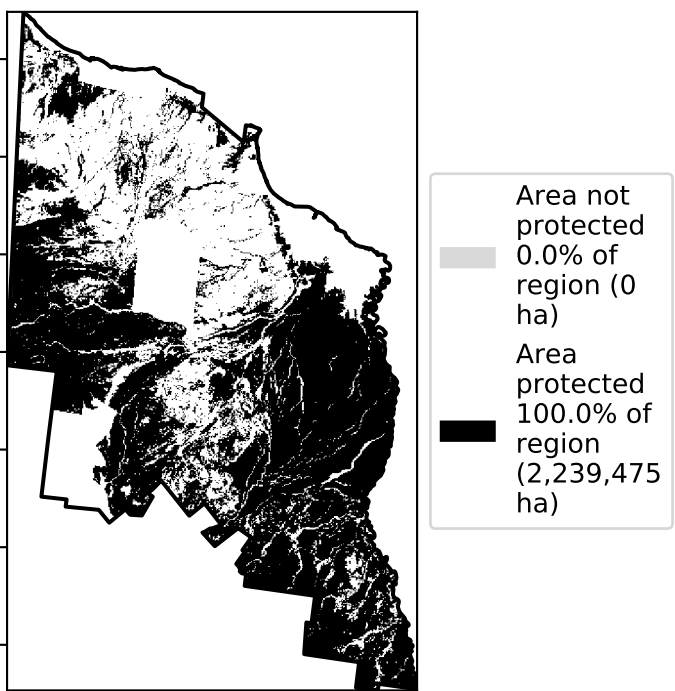 Area not
protected
0.0% of
region (0
ha)
Area
protected
100.0% of
region
(2,239,475
ha)